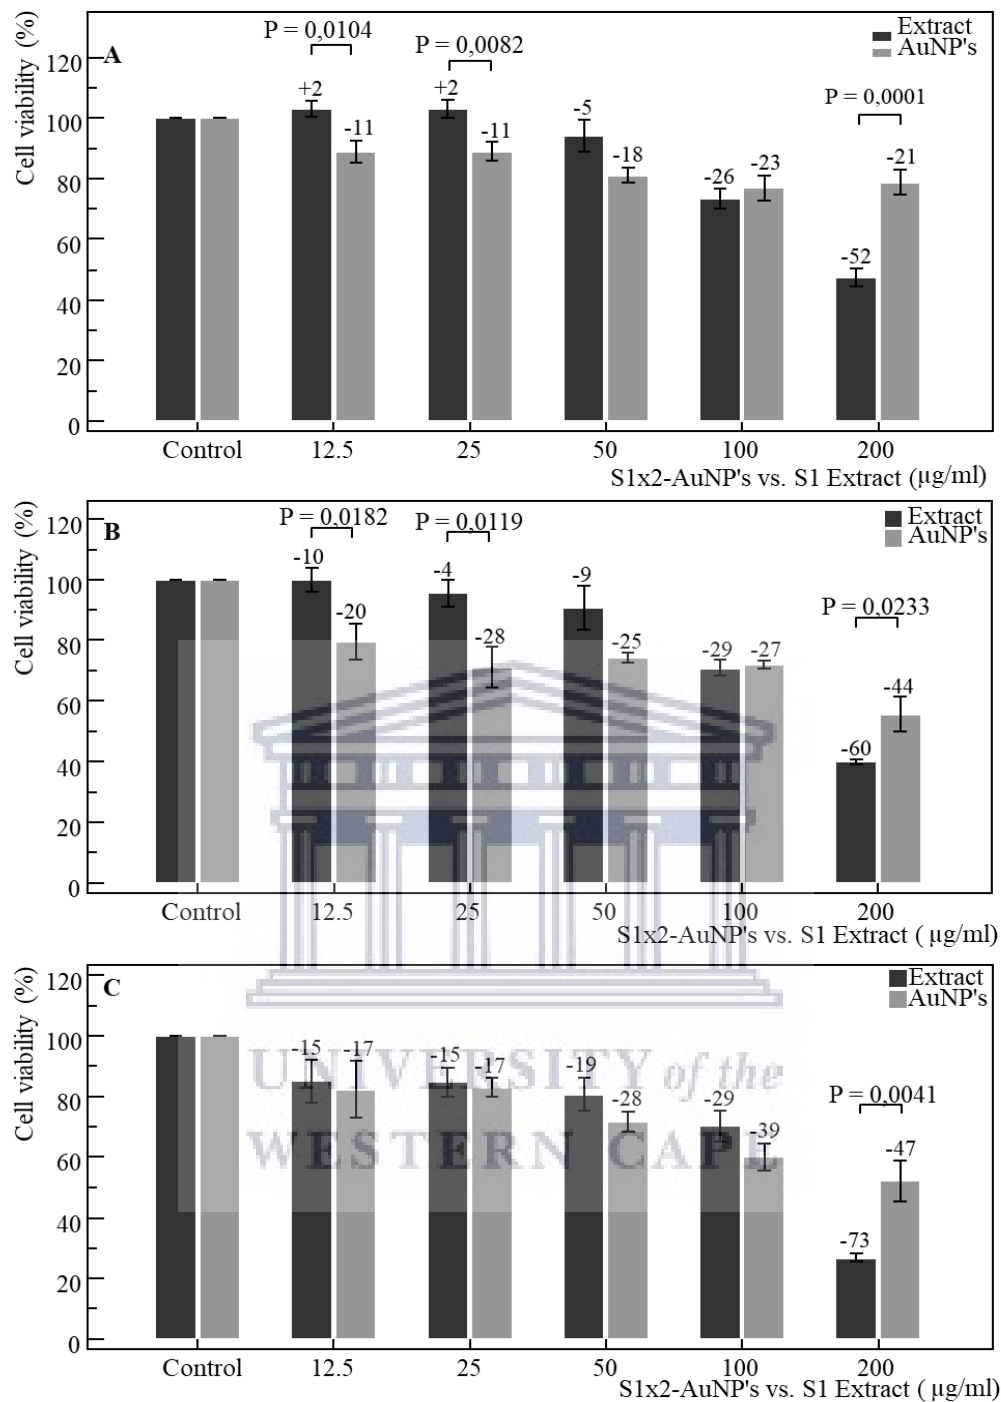 P = 0,0104
P = 0,0082
Extract
AuNP's
A
P = 0,0001
Cell viability (%)
120
100
80
60
40
20
0
+2
-11
+2
-11
-5
-18
-26
-23
-52
-21
Control 12.5 25 50 100 200
S1x2-AuNP's vs. S1 Extract (µg/ml)
P = 0,0182
P = 0,0119
Extract
AuNP's
B
P = 0,0233
Cell viability (%)
120
100
80
60
40
20
0
-10
-20
-4
-28
-9
-25
-29
-27
-60
-44
Control 12.5 25 50 100 200
S1x2-AuNP's vs. S1 Extract ( µg/ml)
Extract
AuNP's
C
P = 0,0041
Cell viability (%)
120
100
80
60
40
20
0
-15
-17
-15
-17
-19
-28
-29
-39
-73
-47
UNIVERSITY of the
WESTERN CAPE
Control 12.5 25 50 100 200
S1x2-AuNP's vs. S1 Extract ( µg/ml)